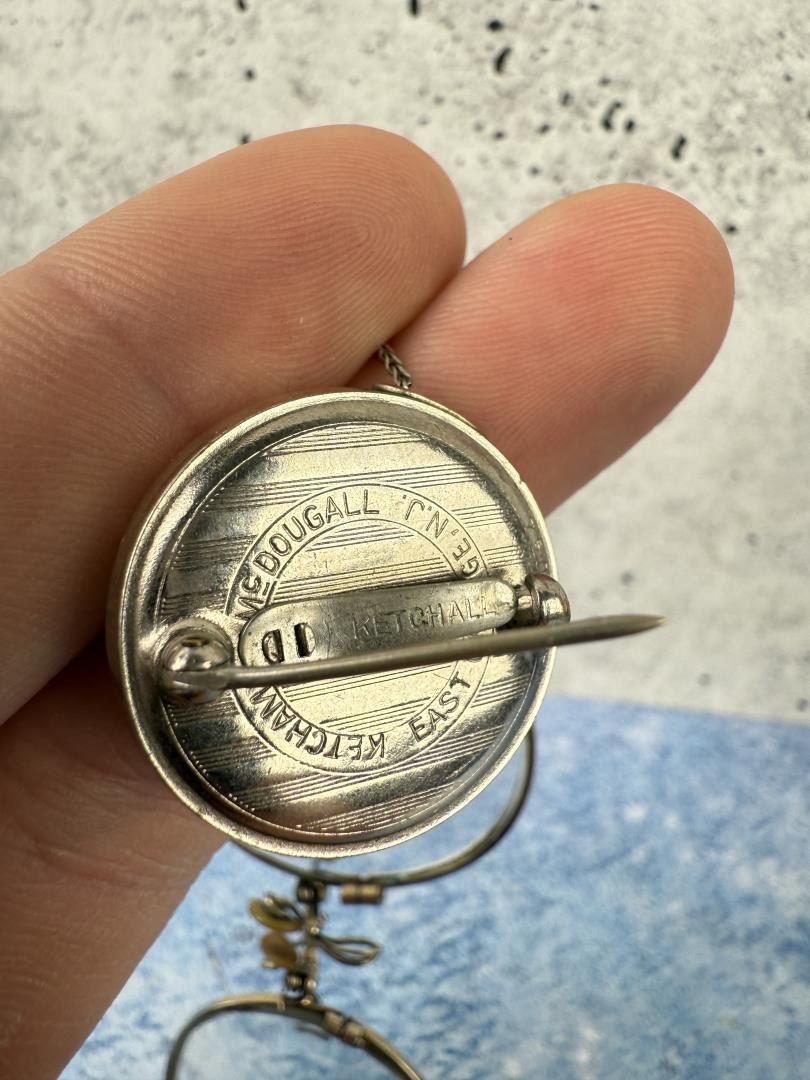 KETCHAM McDOUGALL
EAST GE, N.J.
KETCHALL